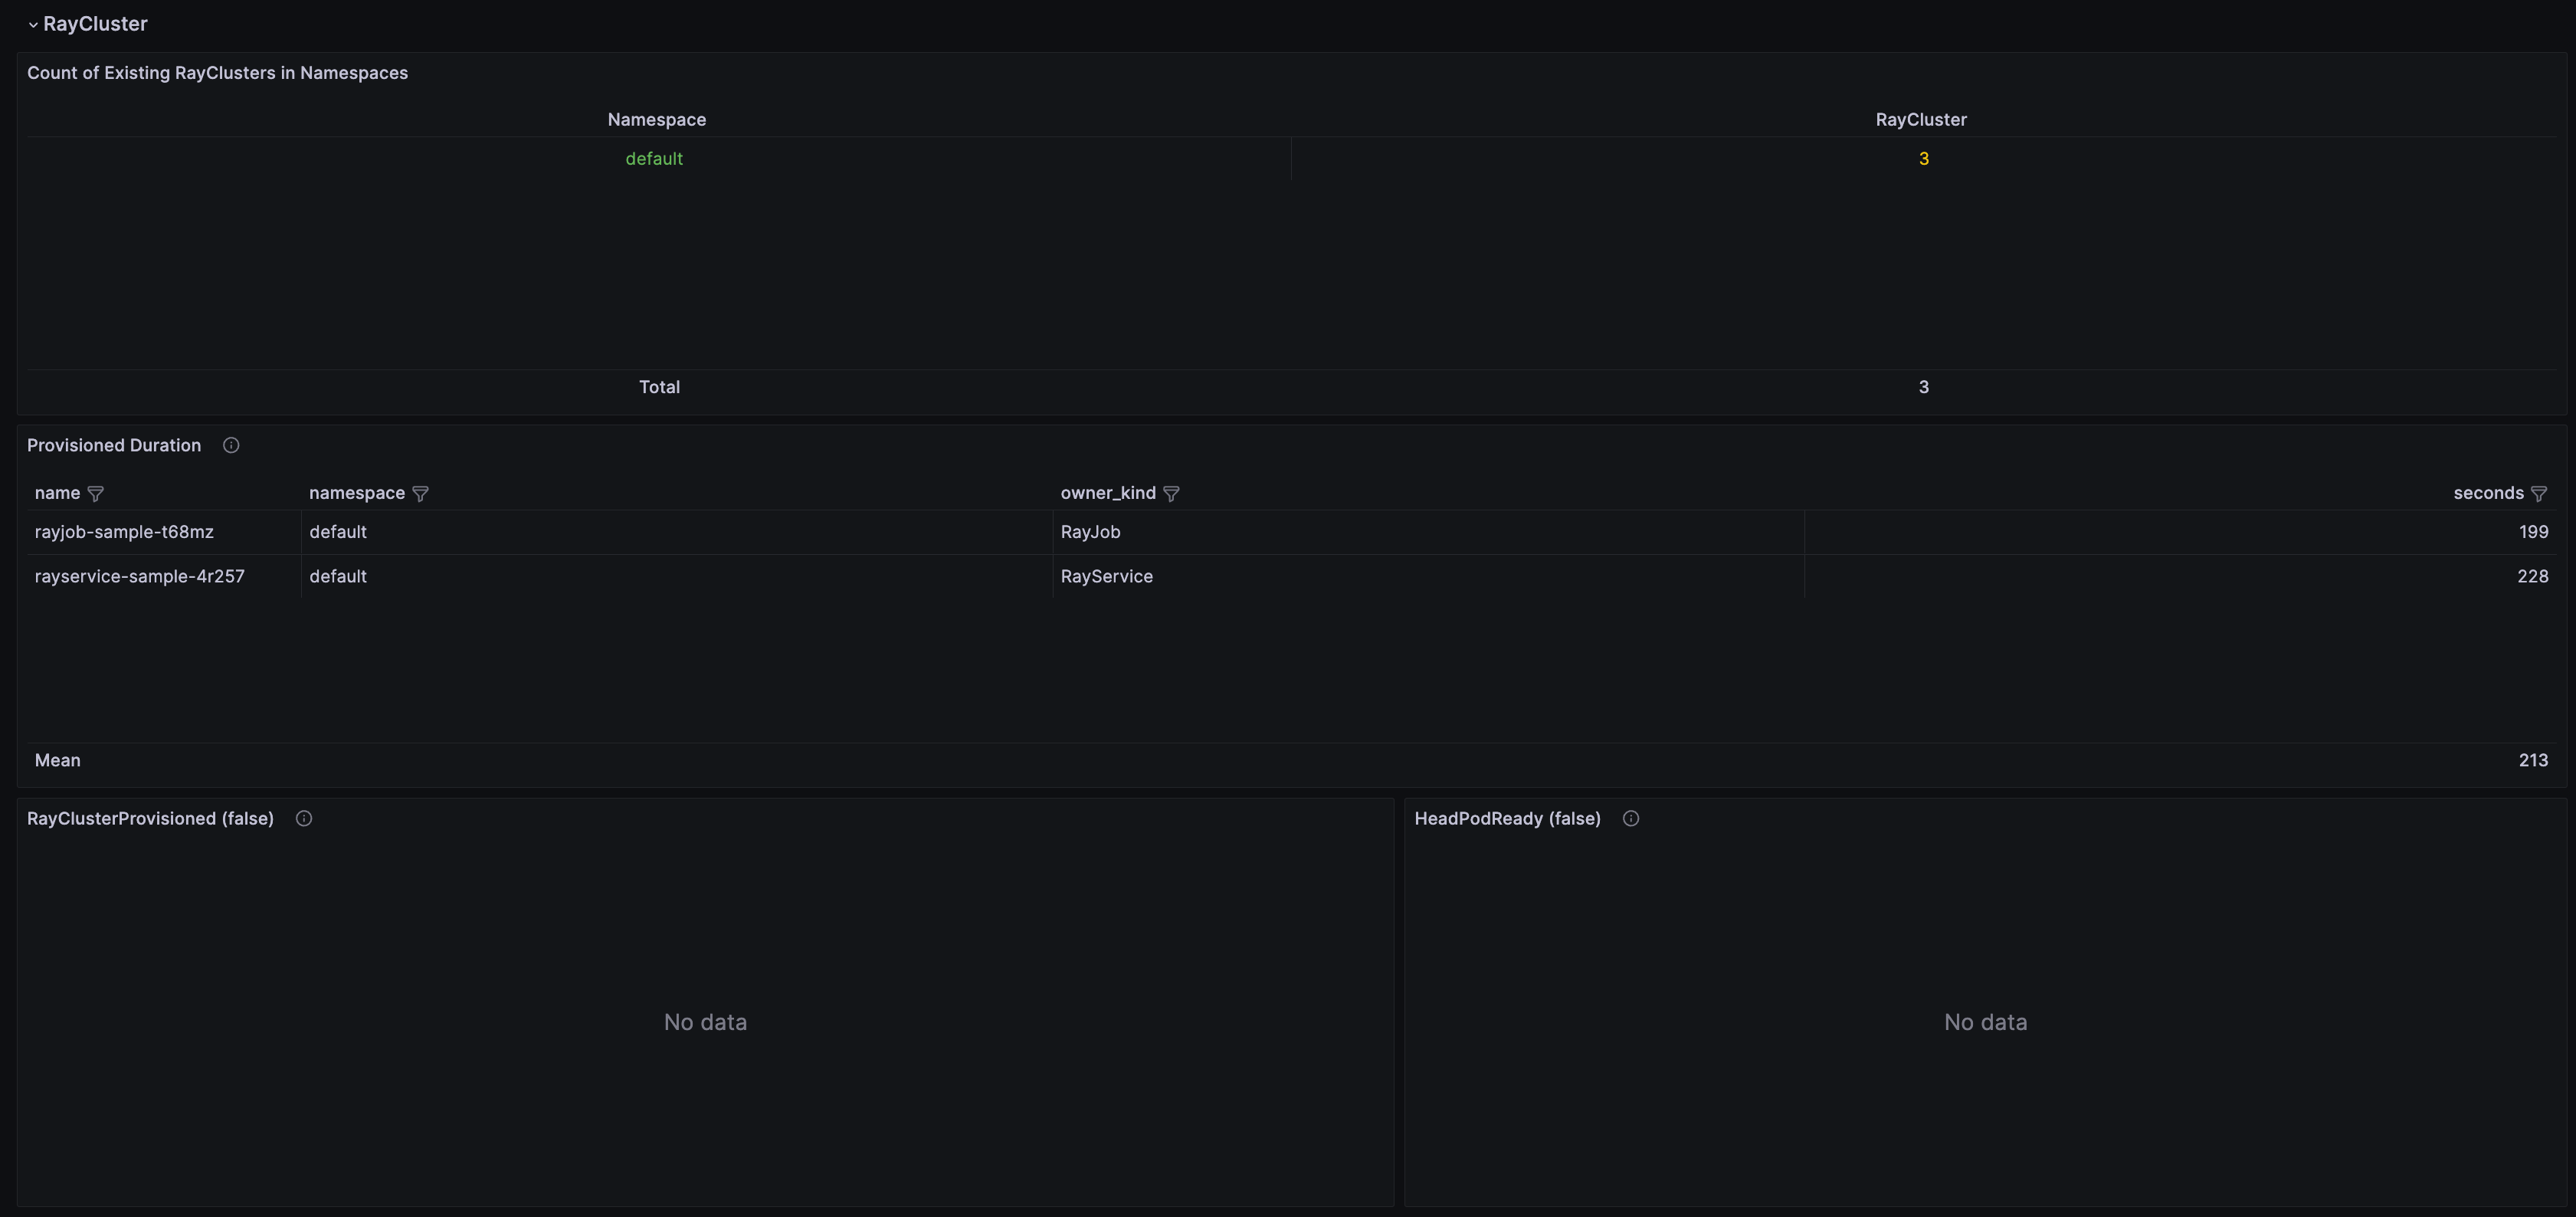 RayCluster
Count of Existing RayClusters in Namespaces
Namespace RayCluster
default 3
Total 3
Provisioned Duration
name namespace owner_kind seconds
rayjob-sample-t68mz default RayJob 199
rayservice-sample-4r257 default RayService 228
Mean 213
RayClusterProvisioned (false) HeadPodReady (false)
No data No data